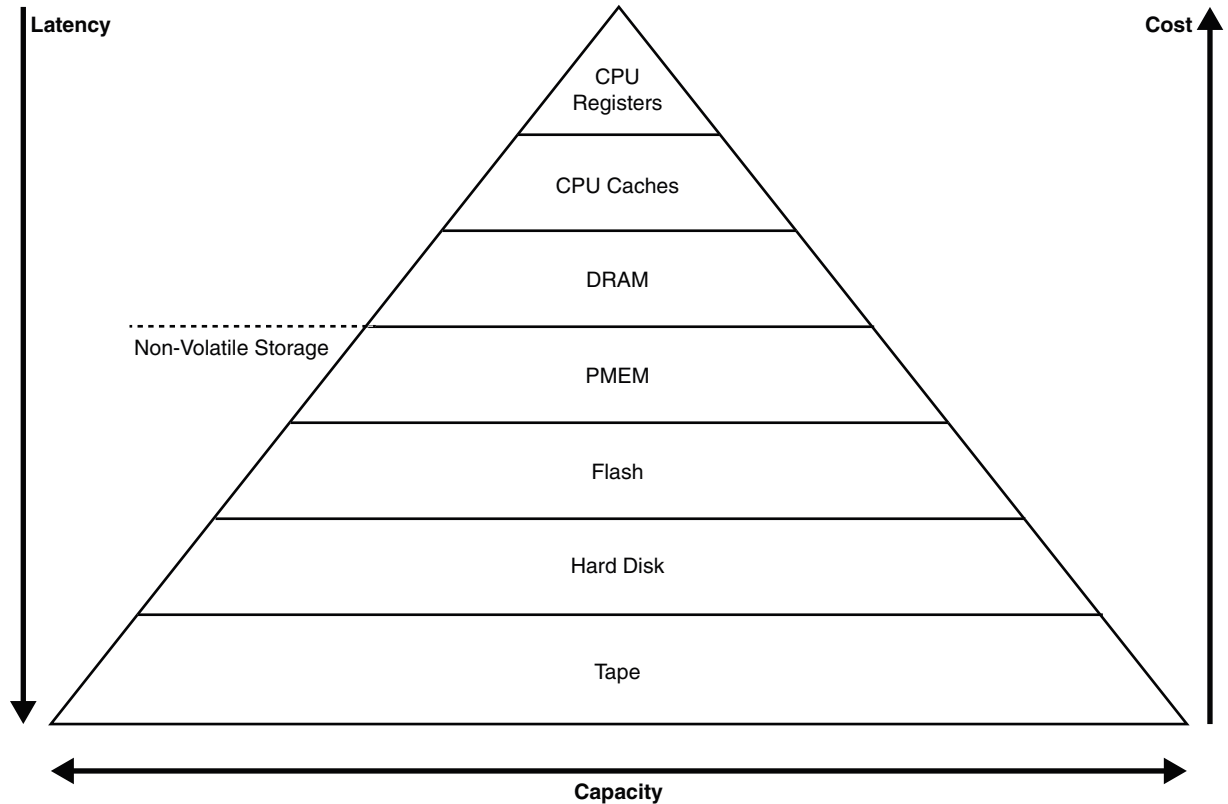 Latency
Cost
CPU
Registers
CPU Caches
DRAM
Non-Volatile Storage
PMEM
Flash
Hard Disk
Tape
Capacity